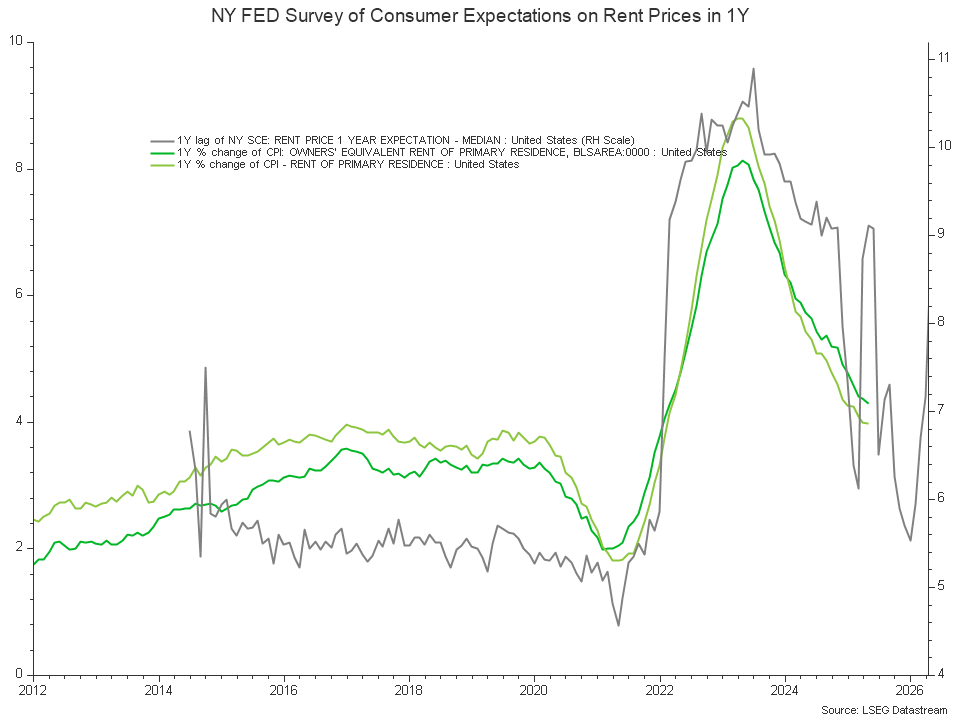 NY FED Survey of Consumer Expectations on Rent Prices in 1Y
10
11
1Y lag of NY SCE: RENT PRICE 1 YEAR EXPECTATION - MEDIAN : United States (RH Scale)
1Y % change of CPI: OWNERS' EQUIVALENT RENT OF PRIMARY RESIDENCE, BLSAREA:0000 : United States
10
1Y % change of CPI - RENT OF PRIMARY RESIDENCE : United States
8
9
6
8
4
7
6
2
5
0
4
2012 2014 2016 2018 2020 2022 2024 2026
Source: LSEG Datastream